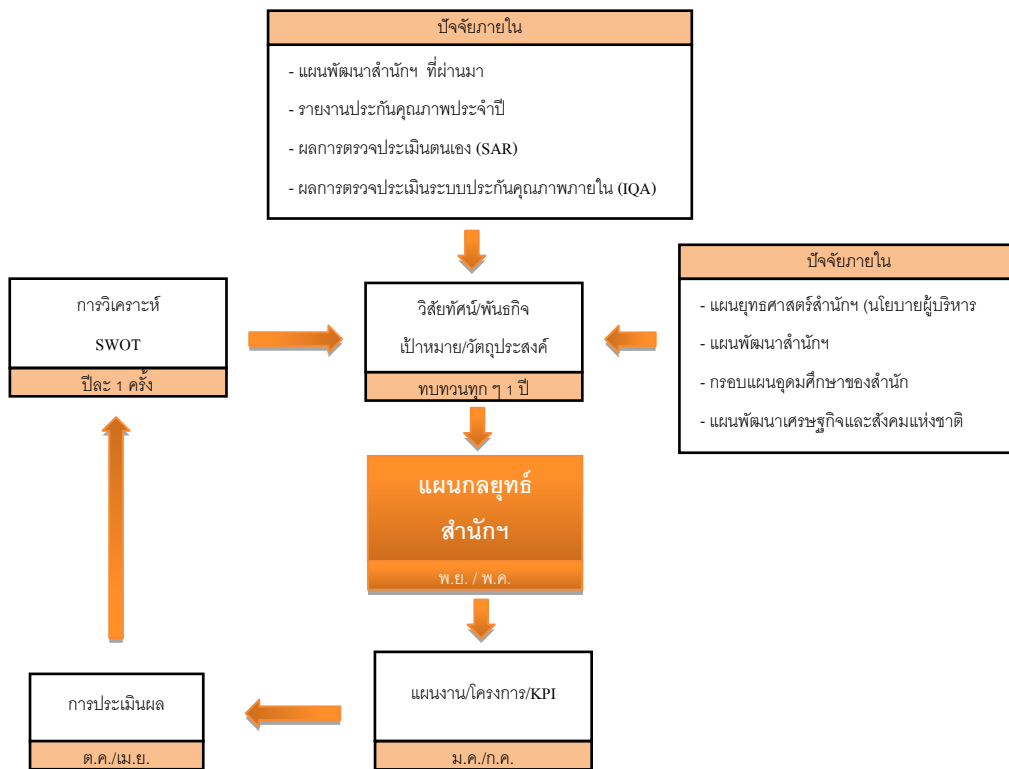 ปัจจัยภายใน
- แผนพัฒนาสำนักฯ ที่ผ่านมา
- รายงานประกันคุณภาพประจำปี
- ผลการตรวจประเมินตนเอง (SAR)
- ผลการตรวจประเมินระบบประกันคุณภาพภายใน (IQA)
ปัจจัยภายใน
- แผนยุทธศาสตร์สำนักฯ (นโยบายผู้บริหาร
- แผนพัฒนาสำนักฯ
- กรอบแผนอุดมศึกษาของสำนัก
- แผนพัฒนาเศรษฐกิจและสังคมแห่งชาติ
การวิเคราะห์
SWOT
ปีละ 1 ครั้ง
วิสัยทัศน์/พันธกิจ
เป้าหมาย/วัตถุประสงค์
ทบทวนทุก ๆ 1 ปี
แผนกลยุทธ์
สำนักฯ
พ.ย. / พ.ค.
แผนงาน/โครงการ/KPI
ม.ค./ก.ค.
การประเมินผล
ต.ค./เม.ย.